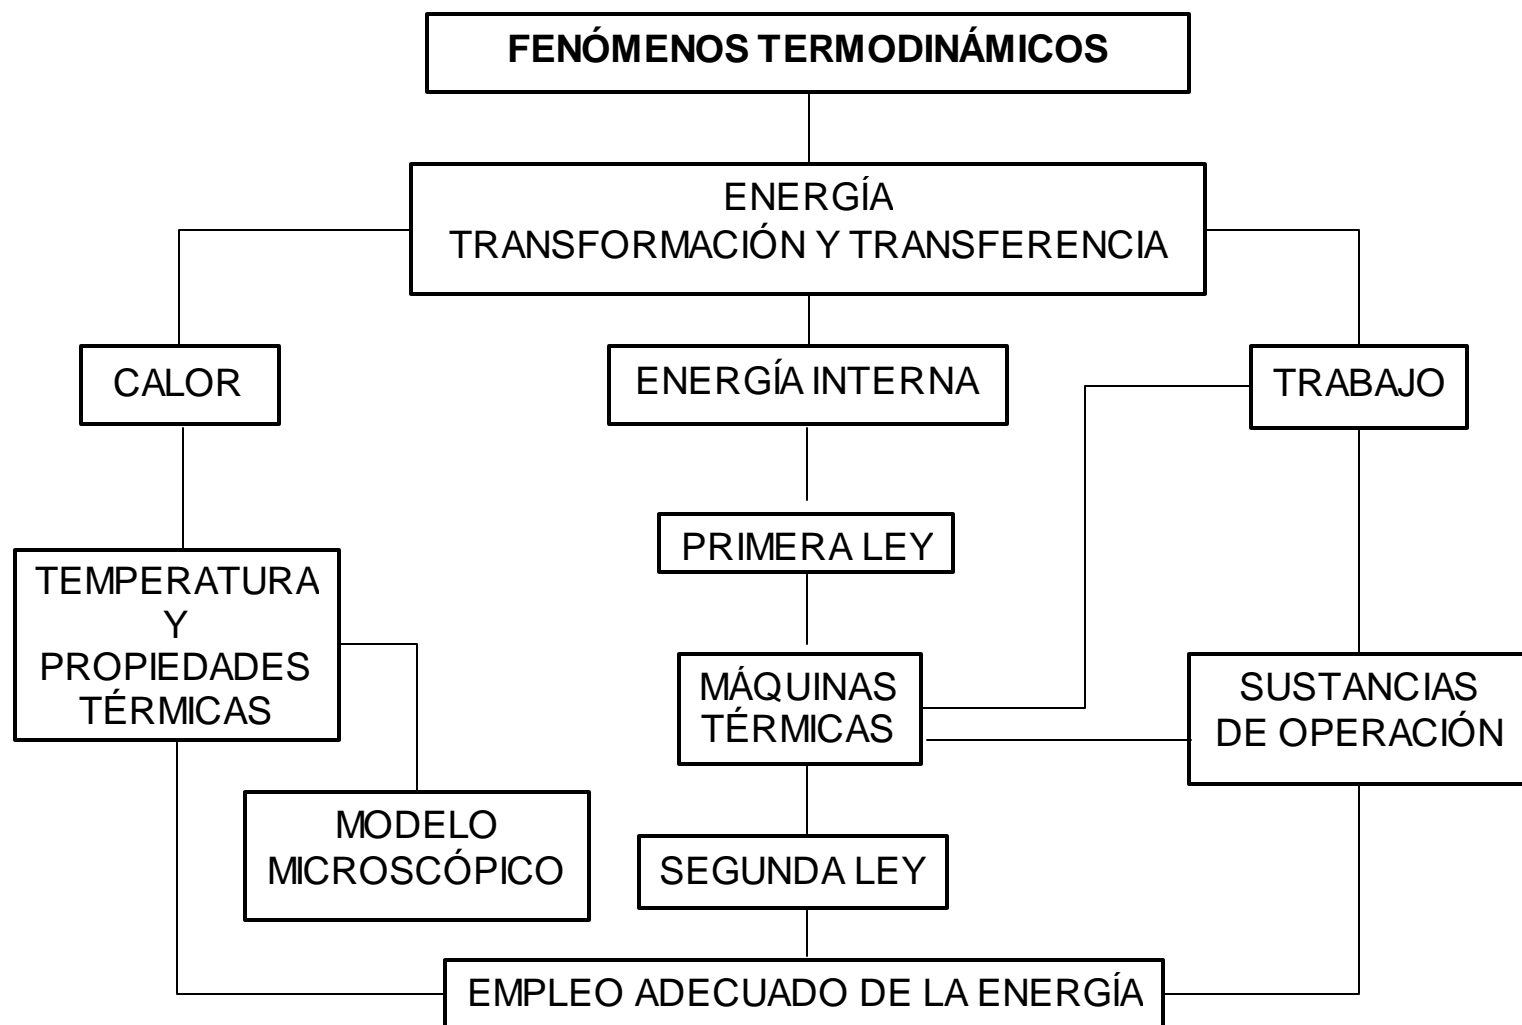 FENÓMENOS TERMODINÁMICOS
ENERGÍA
TRANSFORMACIÓN Y TRANSFERENCIA
CALOR
ENERGÍA INTERNA
TRABAJO
PRIMERA LEY
TEMPERATURA
Y
PROPIEDADES
TÉRMICAS
MÁQUINAS
TÉRMICAS
SUSTANCIAS
DE OPERACIÓN
MODELO
MICROSCÓPICO
SEGUNDA LEY
EMPLEO ADECUADO DE LA ENERGÍA